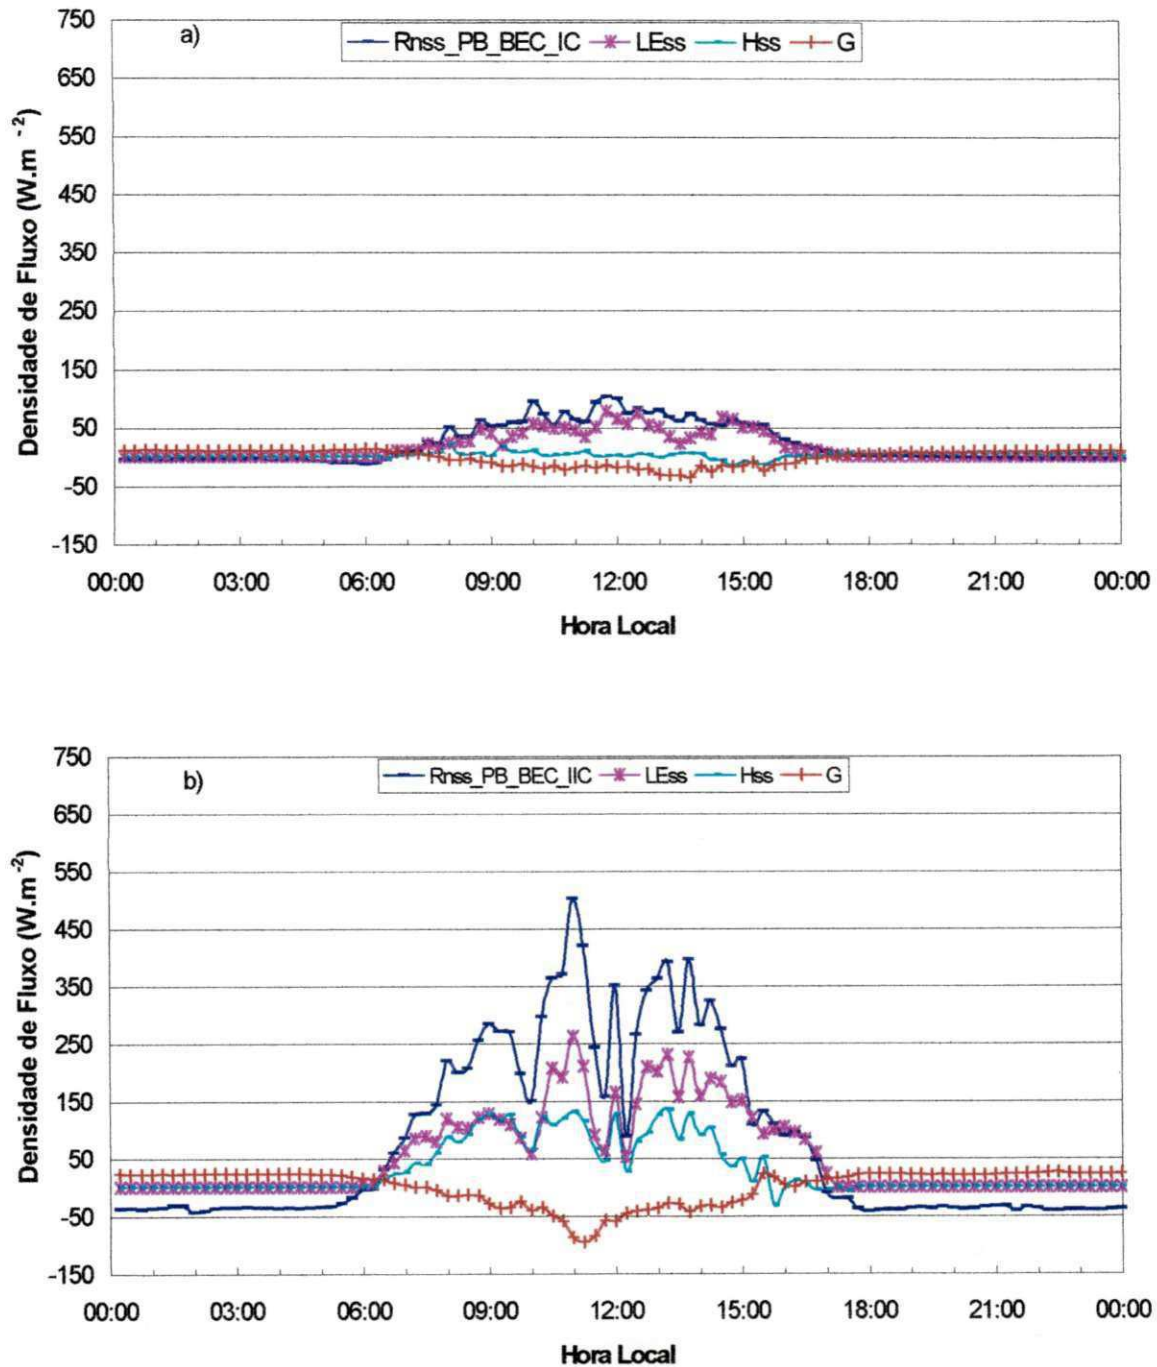 a)
Rnss_PB_BEC_IC LEss Hss G
Densidade de Fluxo (W.m⁻²)
750
650
550
450
350
250
150
50
-50
-150
00:00 03:00 06:00 09:00 12:00 15:00 18:00 21:00 00:00
Hora Local
b)
Rnss_PB_BEC_IIC LEss Hss G
Densidade de Fluxo (W.m⁻²)
750
650
550
450
350
250
150
50
-50
-150
00:00 03:00 06:00 09:00 12:00 15:00 18:00 21:00 00:00
Hora Local